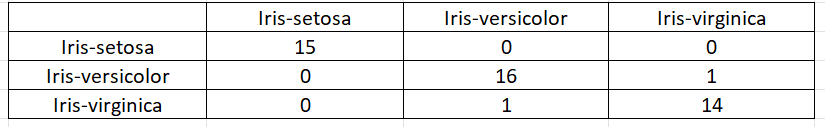 Iris-setosa Iris-versicolor Iris-virginica
Iris-setosa 15 0 0
Iris-versicolor 0 16 1
Iris-virginica 0 1 14